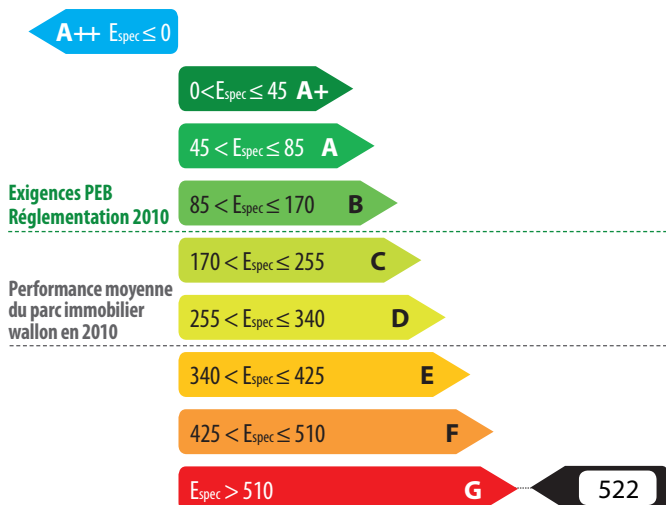 A++ Espec ≤ 0
0 < Espec ≤ 45 A+
45 < Espec ≤ 85 A
Exigences PEB
Réglementation 2010
85 < Espec ≤ 170 B
170 < Espec ≤ 255 C
Performance moyenne
du parc immobilier
wallon en 2010
255 < Espec ≤ 340 D
340 < Espec ≤ 425 E
425 < Espec ≤ 510 F
Espec > 510 G
522